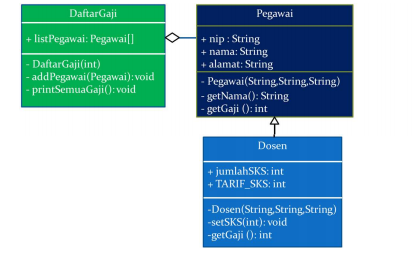 DaftarGaji
+ listPegawai: Pegawai[]
- DaftarGaji(int)
- addPegawai(Pegawai): void
- printSemuaGaji(): void
Pegawai
+ nip : String
+ nama: String
+ alamat: String
- Pegawai(String,String,String)
- getNama(): String
- getGaji (): int
Dosen
+ jumlahSKS: int
+ TARIF_SKS: int
-Dosen(String,String,String)
-setSKS(int): void
-getGaji (): int